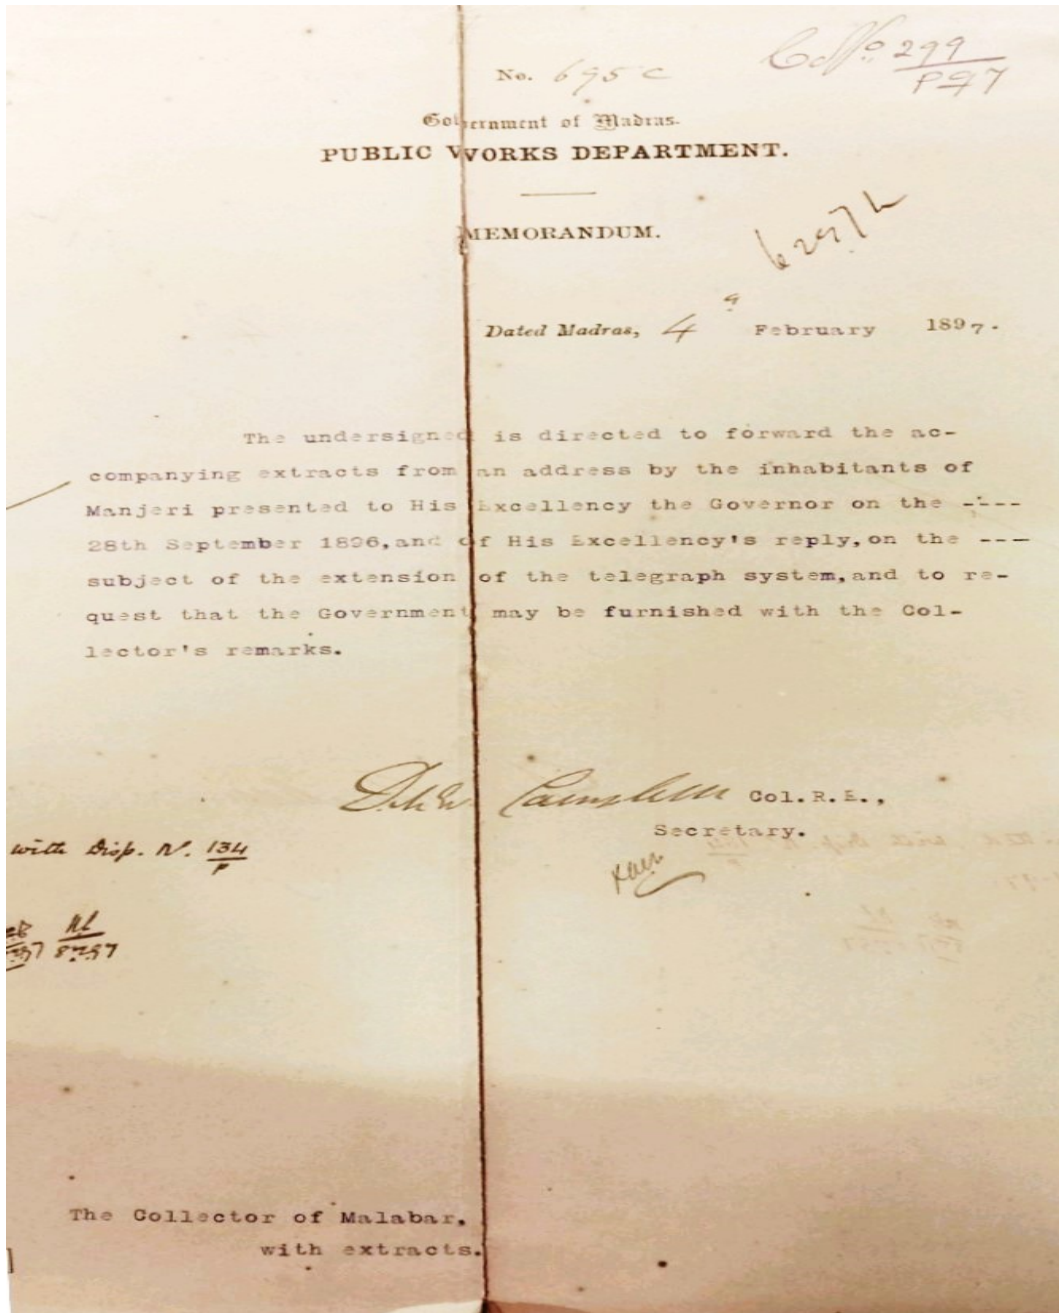 No. 695 C
299
P 97
Government of Madras.
PUBLIC WORKS DEPARTMENT.
MEMORANDUM.
Dated Madras, 4 February 1897.
The undersigned is directed to forward the ac-
companying extracts from an address by the inhabitants of
Manjeri presented to His Excellency the Governor on the ----
28th September 1896,and of His Excellency's reply,on the ---
subject of the extension of the telegraph system,and to re-
quest that the Government may be furnished with the Col-
lector's remarks.
Col.R.E.,
Secretary.
with Disp. N°. 134
P
The Collector of Malabar,
with extracts.